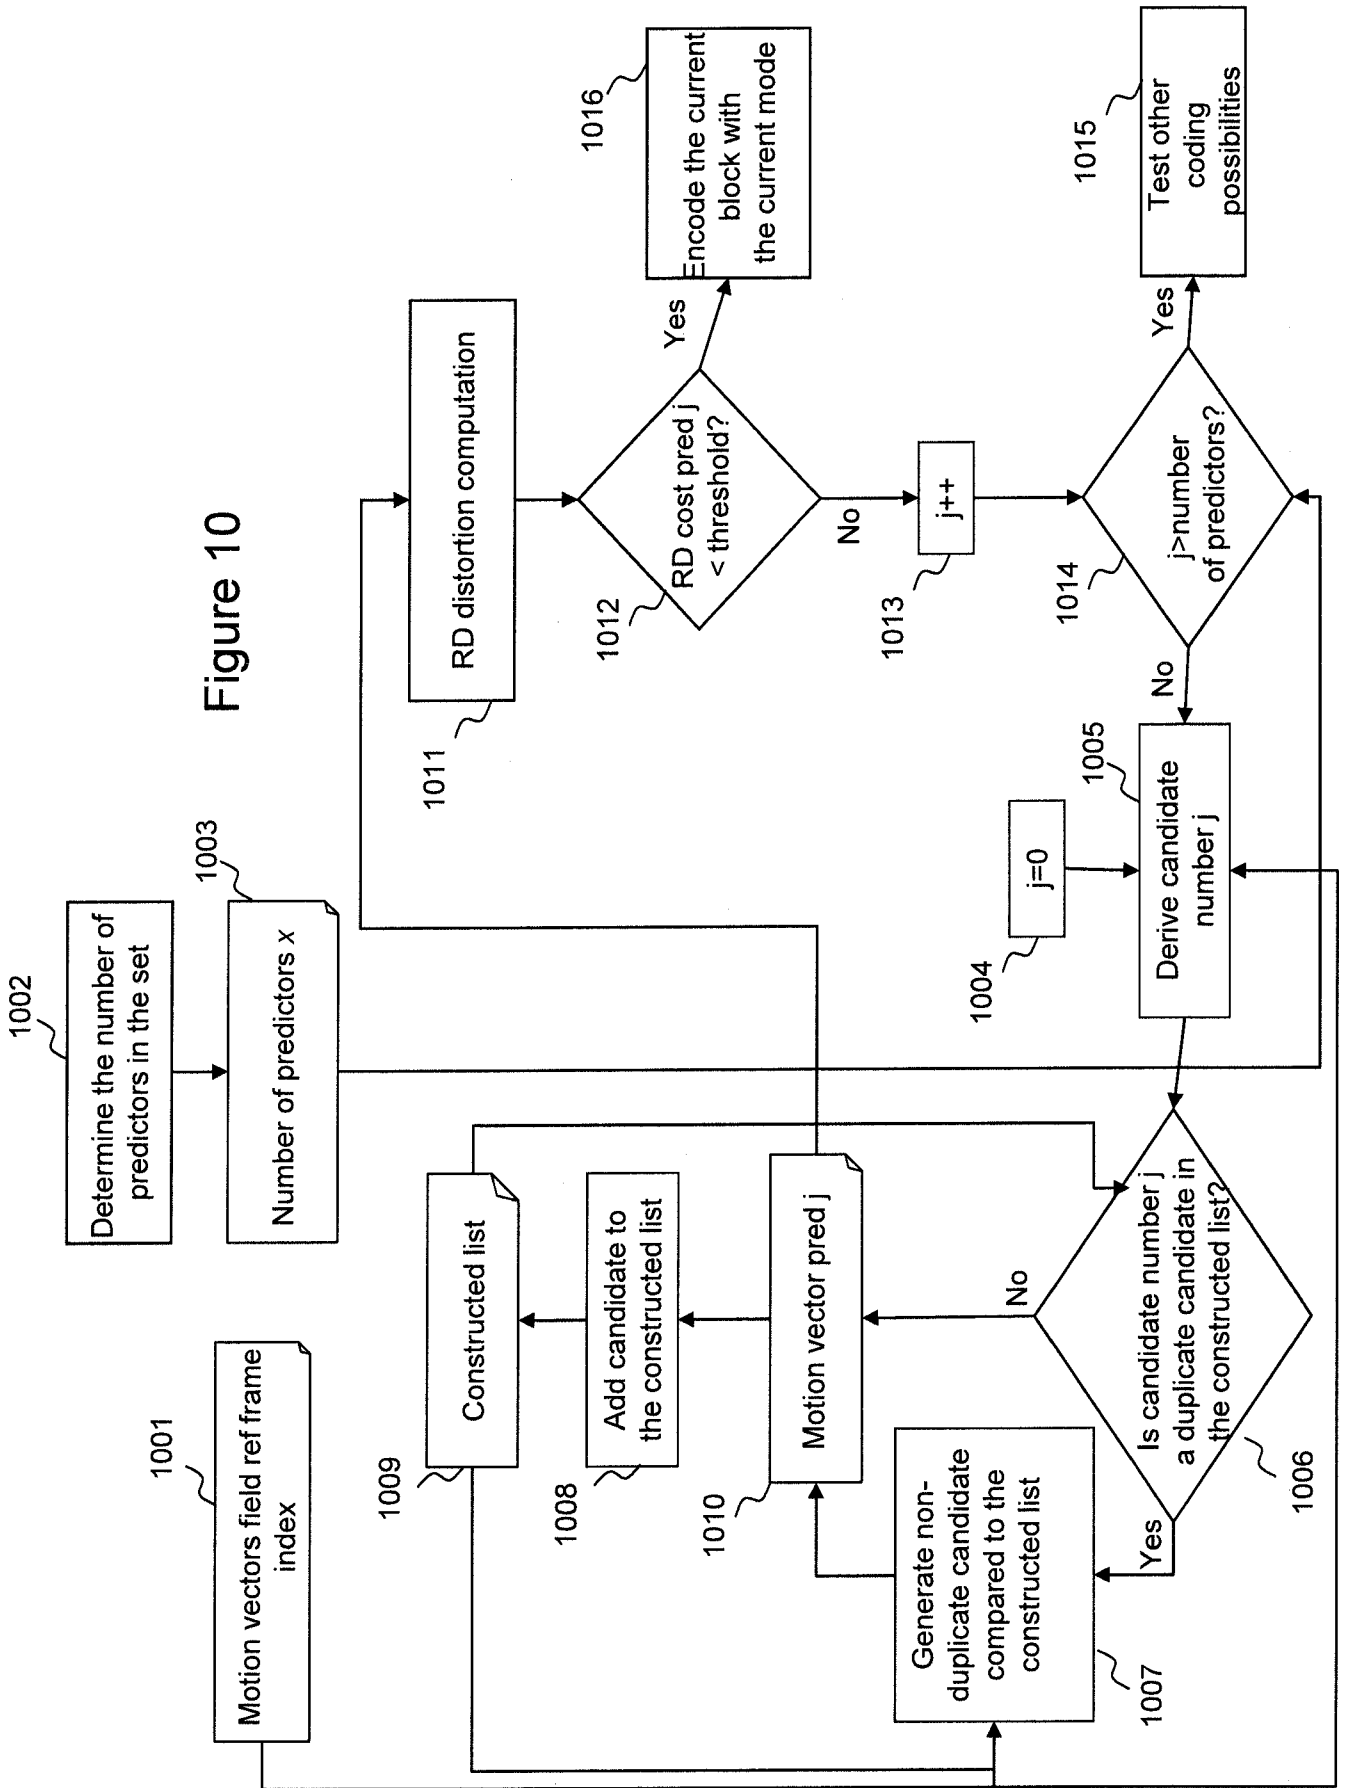 Figure 10
1001
Motion vectors field ref frame
index
1002
Determine the number of
predictors in the set
1003
Number of predictors x
1009
Constructed list
1008
Add candidate to
the constructed list
1010
Motion vector pred j
1007
Generate non-
duplicate candidate
compared to the
constructed list
Yes
No
1006
Is candidate number j
a duplicate candidate in
the constructed list?
1004
j=0
1005
Derive candidate
number j
1011
RD distortion computation
1012
RD cost pred j
< threshold?
Yes
No
1016
Encode the current
block with
the current mode
1013
j++
1014
j>number
of predictors?
No
Yes
1015
Test other
coding
possibilities